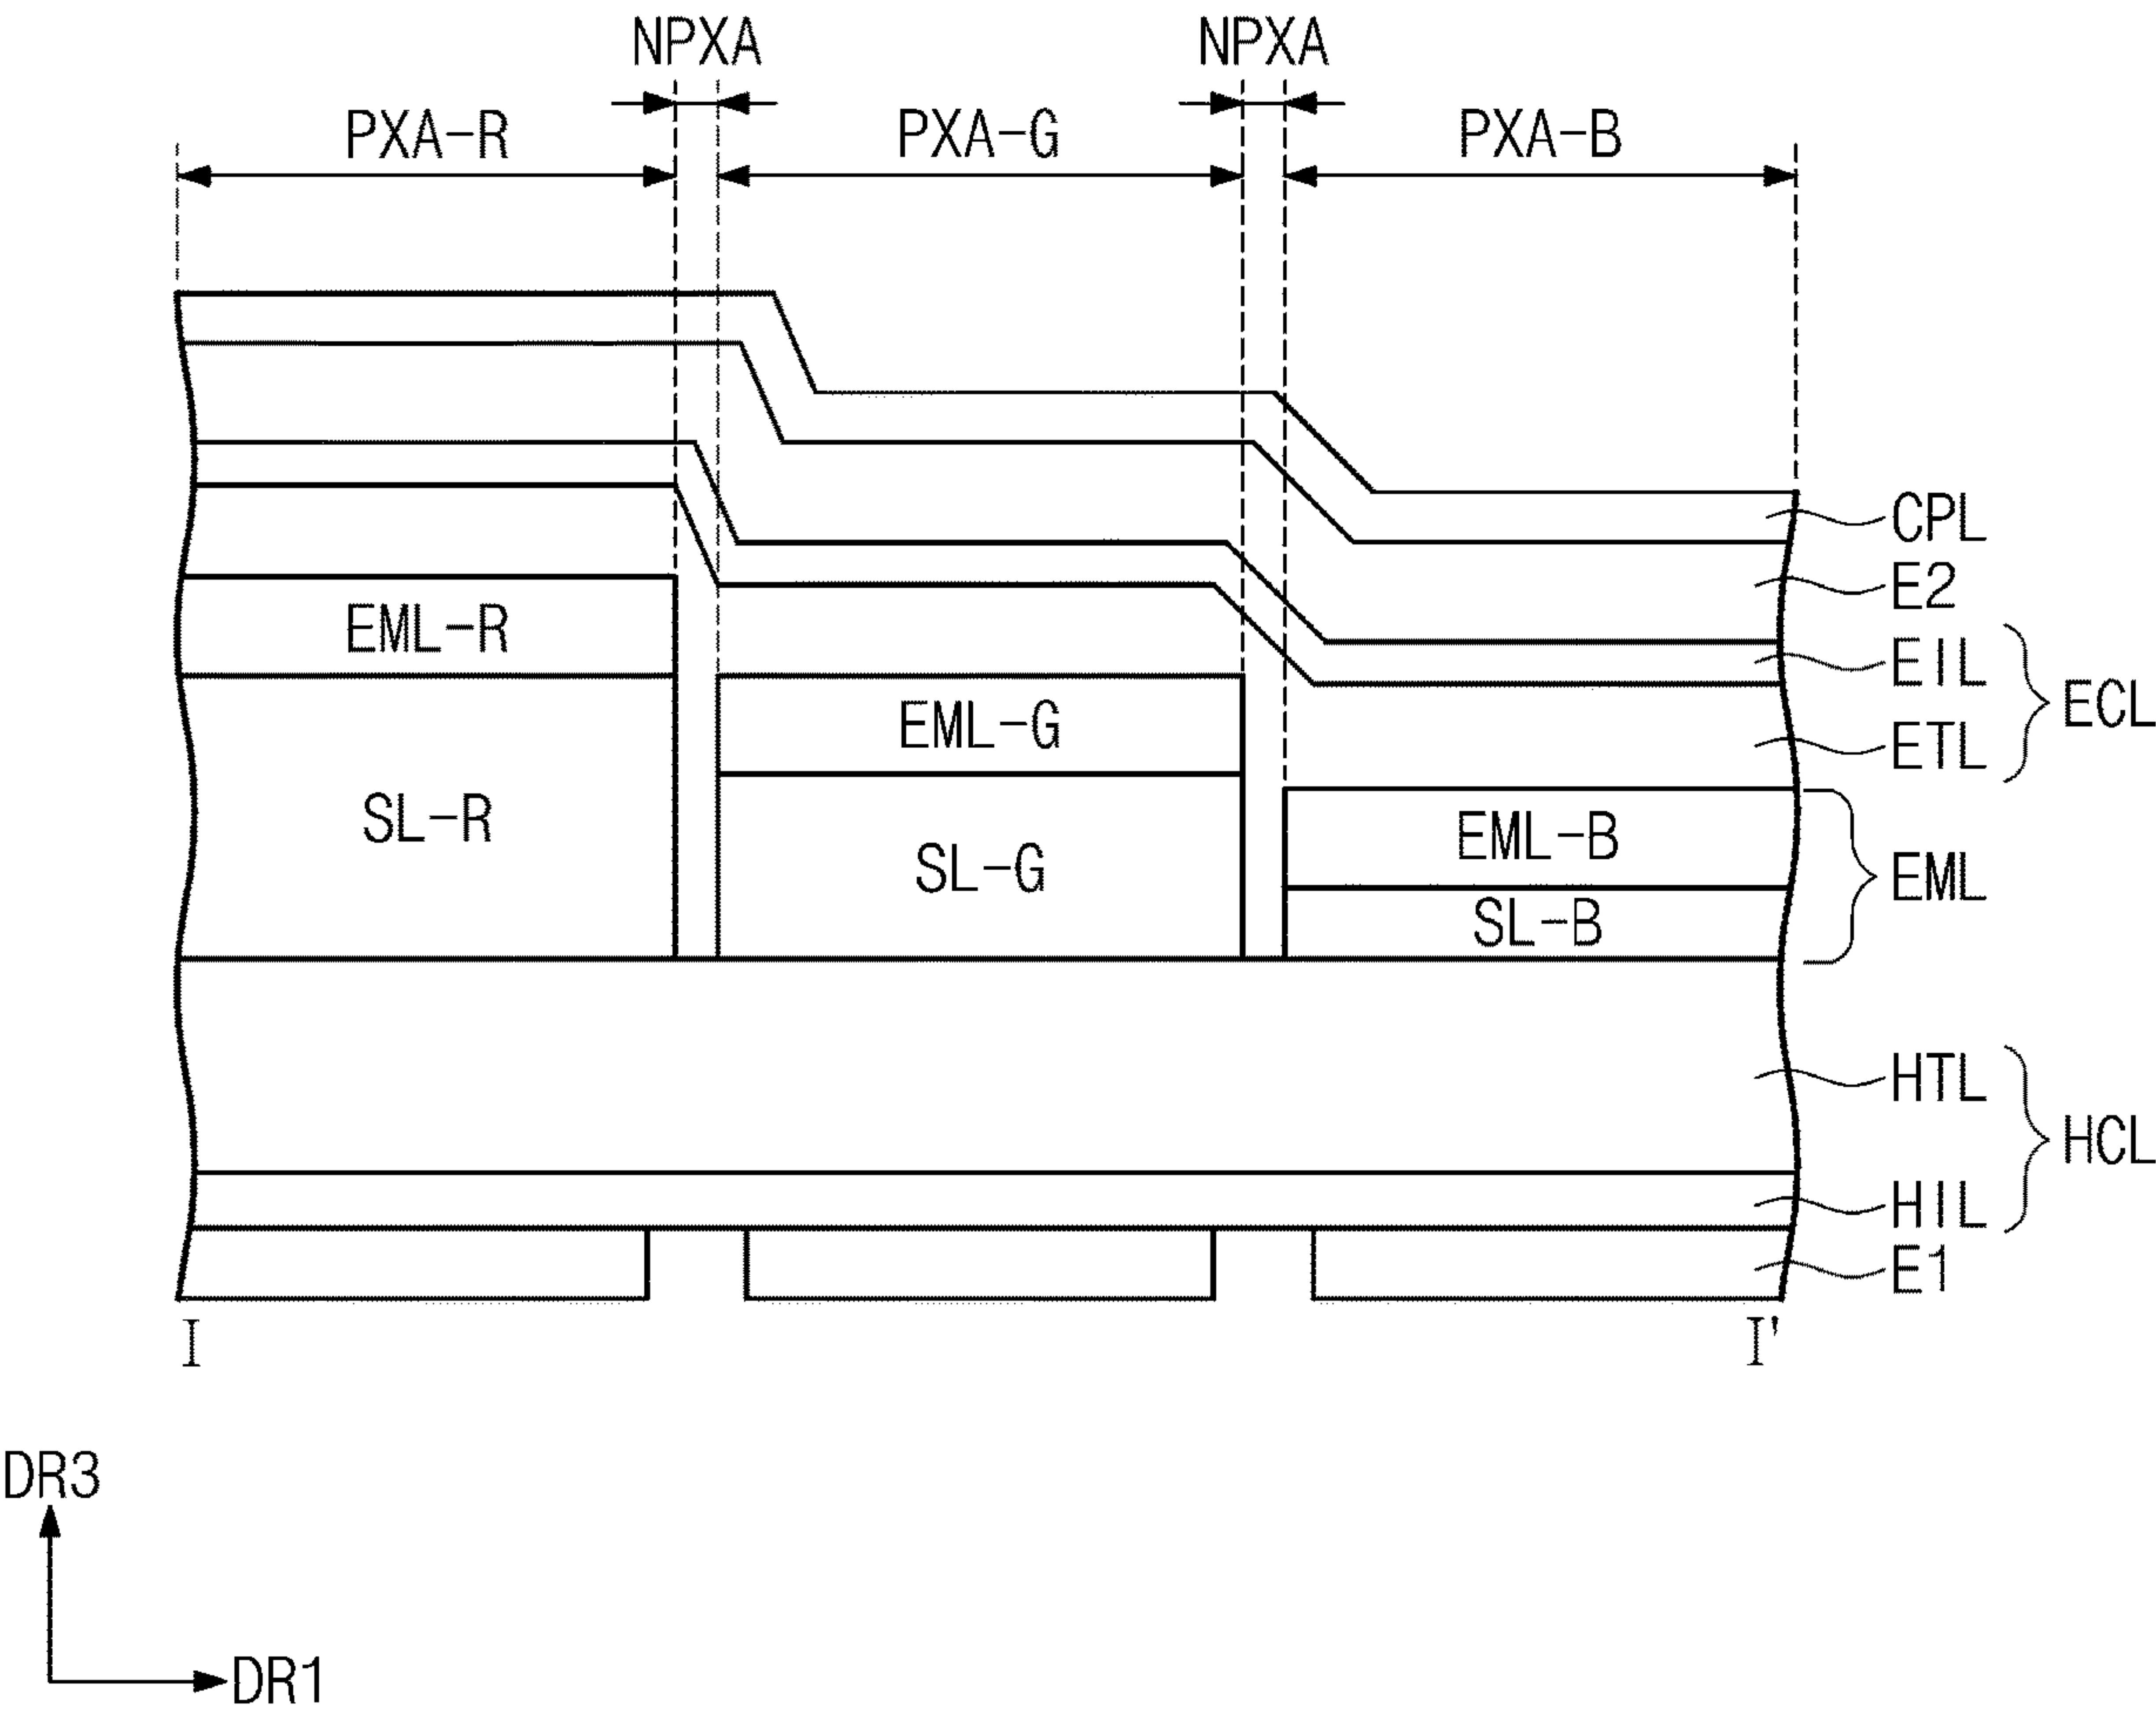 NPXA
NPXA
PXA-R
PXA-G
PXA-B
CPL
E2
EML-R
EIL
ECL
EML-G
ETL
SL-R
EML-B
SL-G
EML
SL-B
HTL
HCL
HIL
E1
I
I'
DR3
DR1